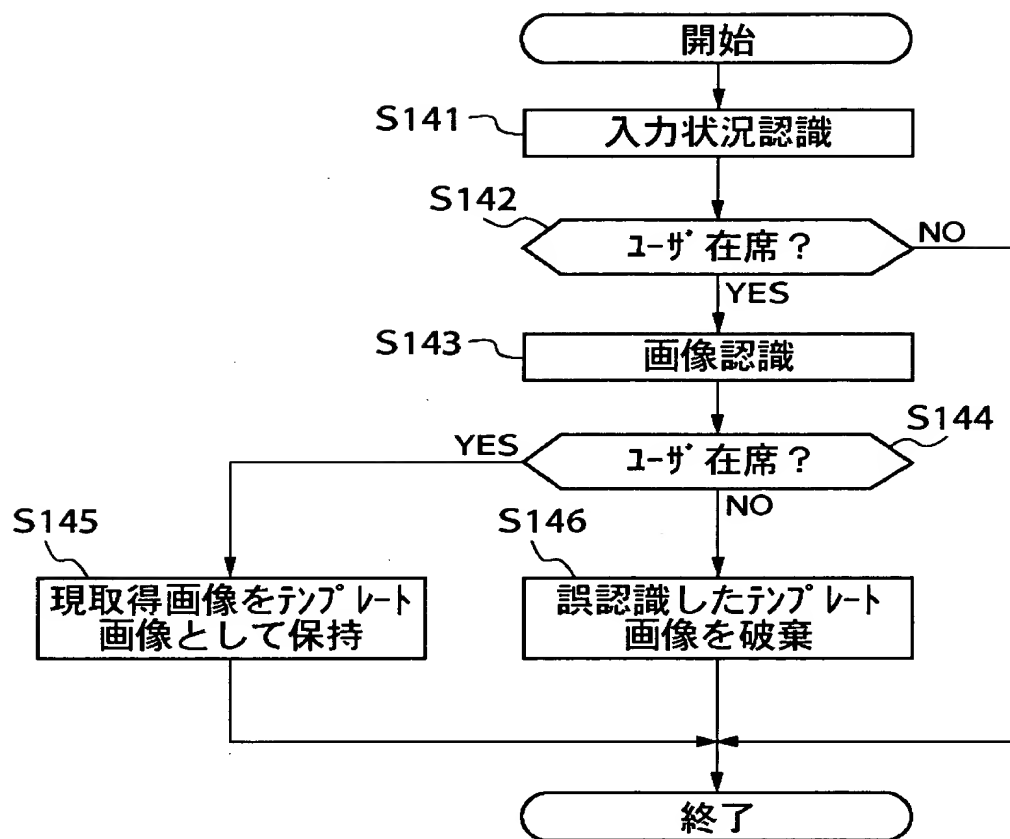 開始
S141
入力状況認識
S142
ﾕｰｻﾞ在席？
NO
YES
S143
画像認識
S144
ﾕｰｻﾞ在席？
YES
NO
S145
現取得画像をﾃﾝﾌﾟﾚｰﾄ
画像として保持
S146
誤認識したﾃﾝﾌﾟﾚｰﾄ
画像を破棄
終了